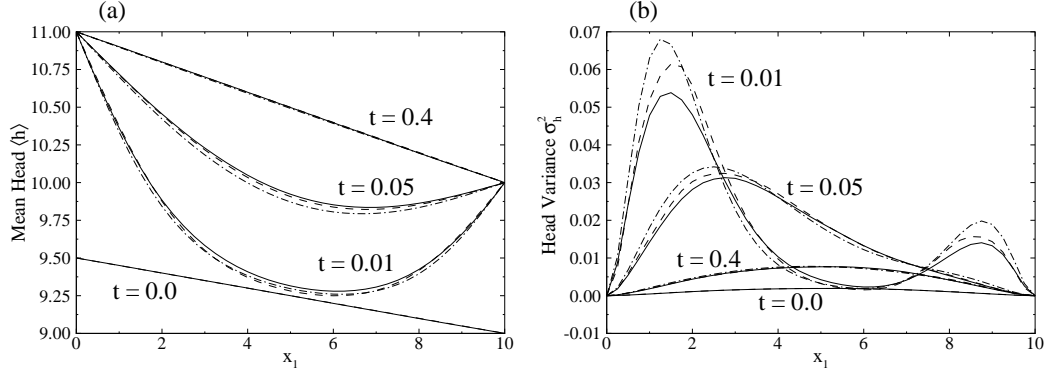 (a)
Mean Head ⟨h⟩
11.00
10.75
10.50
10.25
10.00
9.75
9.50
9.25
9.00
t = 0.4
t = 0.05
t = 0.01
t = 0.0
0 2 4 6 8 10
x₁
(b)
Head Variance σ²ₕ
0.07
0.06
0.05
0.04
0.03
0.02
0.01
0.00
-0.01
t = 0.01
t = 0.05
t = 0.4
t = 0.0
0 2 4 6 8 10
x₁